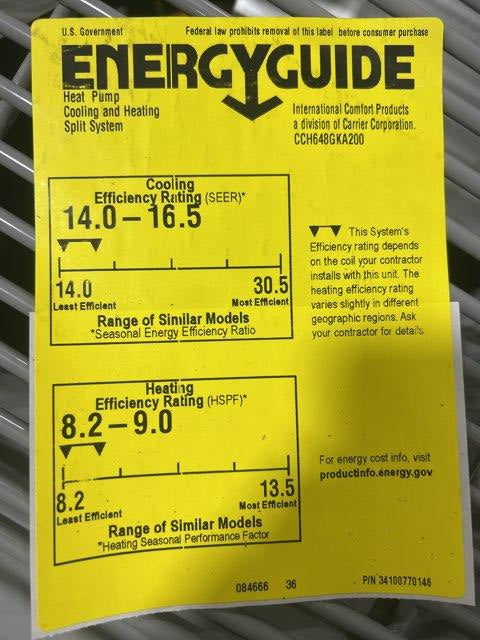 U.S. Government Federal law prohibits removal of this label before consumer purchase
ENERGYGUIDE
Heat Pump
Cooling and Heating
Split System
International Comfort Products
a division of Carrier Corporation.
CCH648GKA200
Cooling
Efficiency Rating (SEER)*
14.0 – 16.5
14.0 30.5
Least Efficient Most Efficient
Range of Similar Models
*Seasonal Energy Efficiency Ratio
This System's
Efficiency rating depends
on the coil your contractor
installs with this unit. The
heating efficiency rating
varies slightly in different
geographic regions. Ask
your contractor for details.
Heating
Efficiency Rating (HSPF)*
8.2 – 9.0
8.2 13.5
Least Efficient Most Efficient
Range of Similar Models
*Heating Seasonal Performance Factor
For energy cost info, visit
productinfo.energy.gov
084666 36 P/N 34100770146